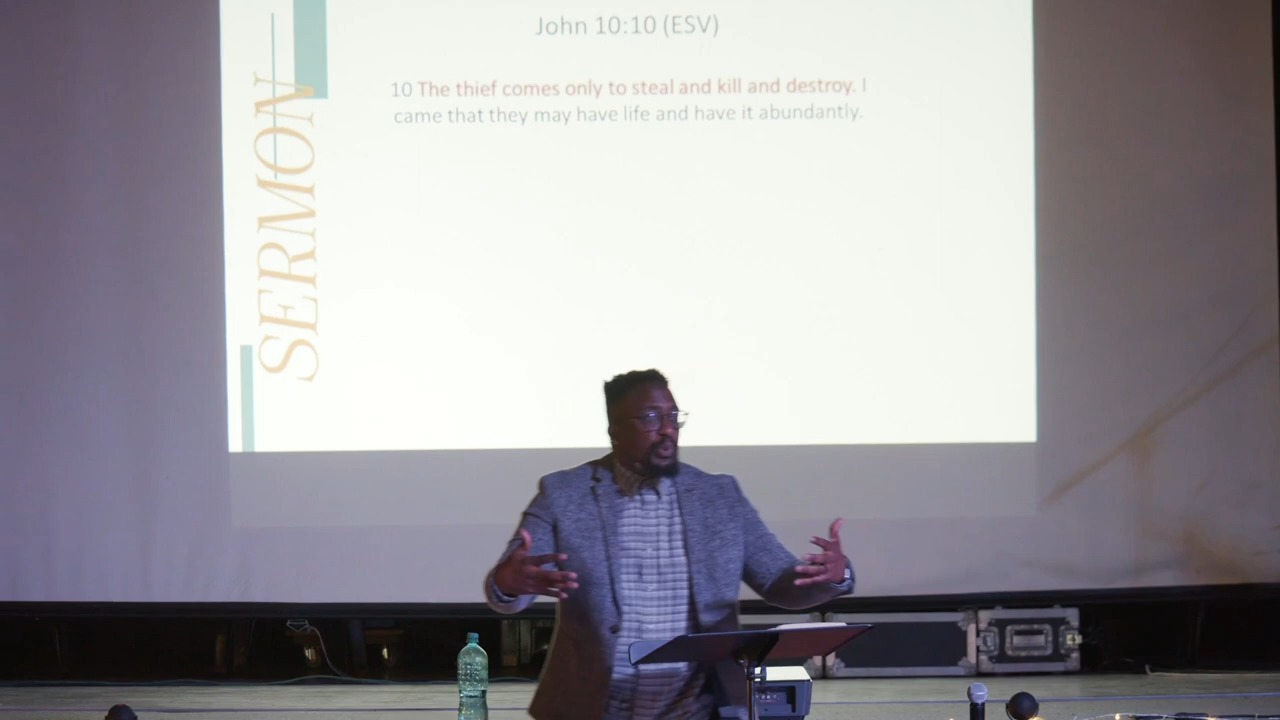 John 10:10 (ESV)
10 The thief comes only to steal and kill and destroy. I
came that they may have life and have it abundantly.
SERMON